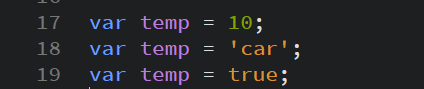 17 var temp = 10;
18 var temp = 'car';
19 var temp = true;